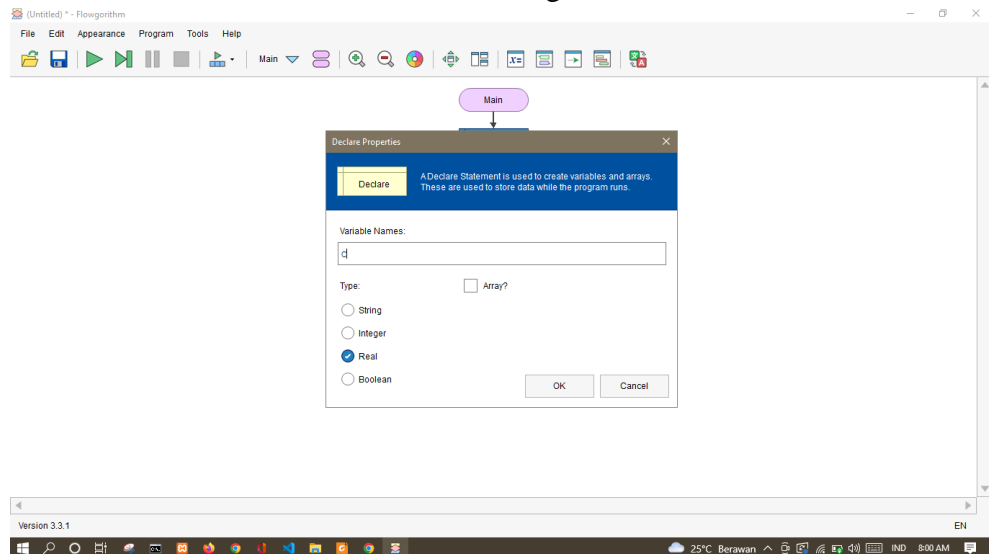 (Untitled) * - Flowgorithm
File Edit Appearance Program Tools Help
Main
x=
Main
Declare Properties
Declare
A Declare Statement is used to create variables and arrays.
These are used to store data while the program runs.
Variable Names:
c
Type:
Array?
String
Integer
Real
Boolean
OK Cancel
Version 3.3.1
EN
25°C Berawan
IND
8:00 AM